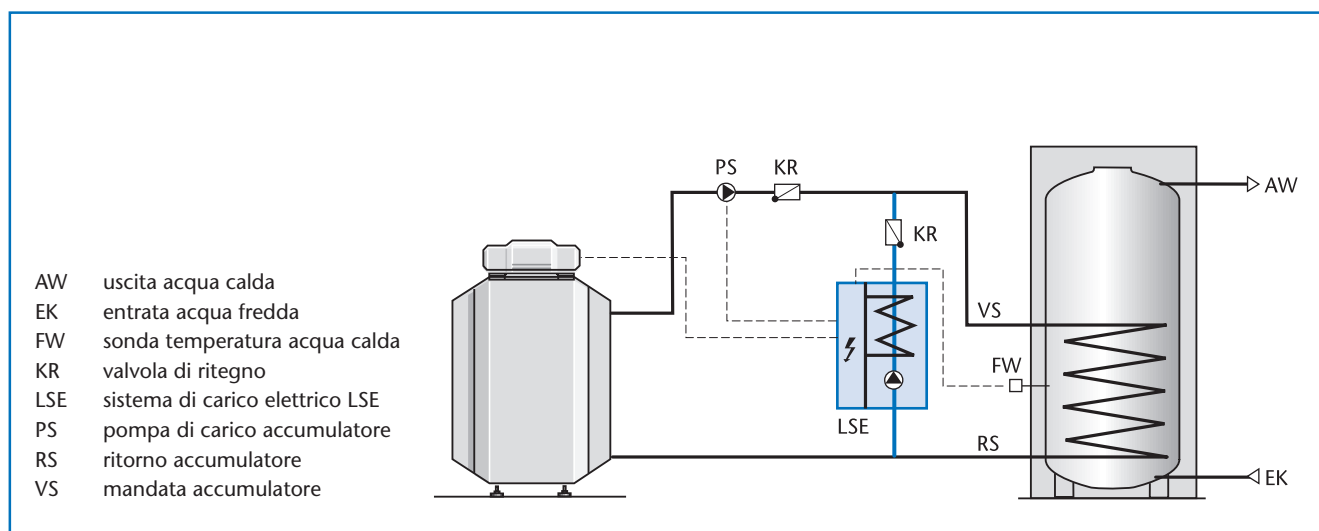 PS
KR
AW
KR
AW uscita acqua calda
EK entrata acqua fredda
FW sonda temperatura acqua calda
KR valvola di ritegno
LSE sistema di carico elettrico LSE
PS pompa di carico accumulatore
RS ritorno accumulatore
VS mandata accumulatore
VS
FW
LSE
RS
EK